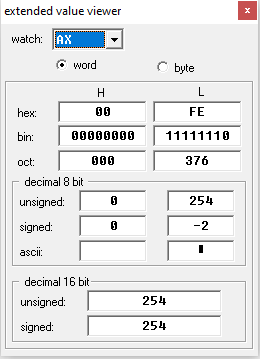 extended value viewer x
watch: AX
word byte
H L
hex: 00 FE
bin: 00000000 11111110
oct: 000 376
decimal 8 bit
unsigned: 0 254
signed: 0 -2
ascii:
decimal 16 bit
unsigned: 254
signed: 254